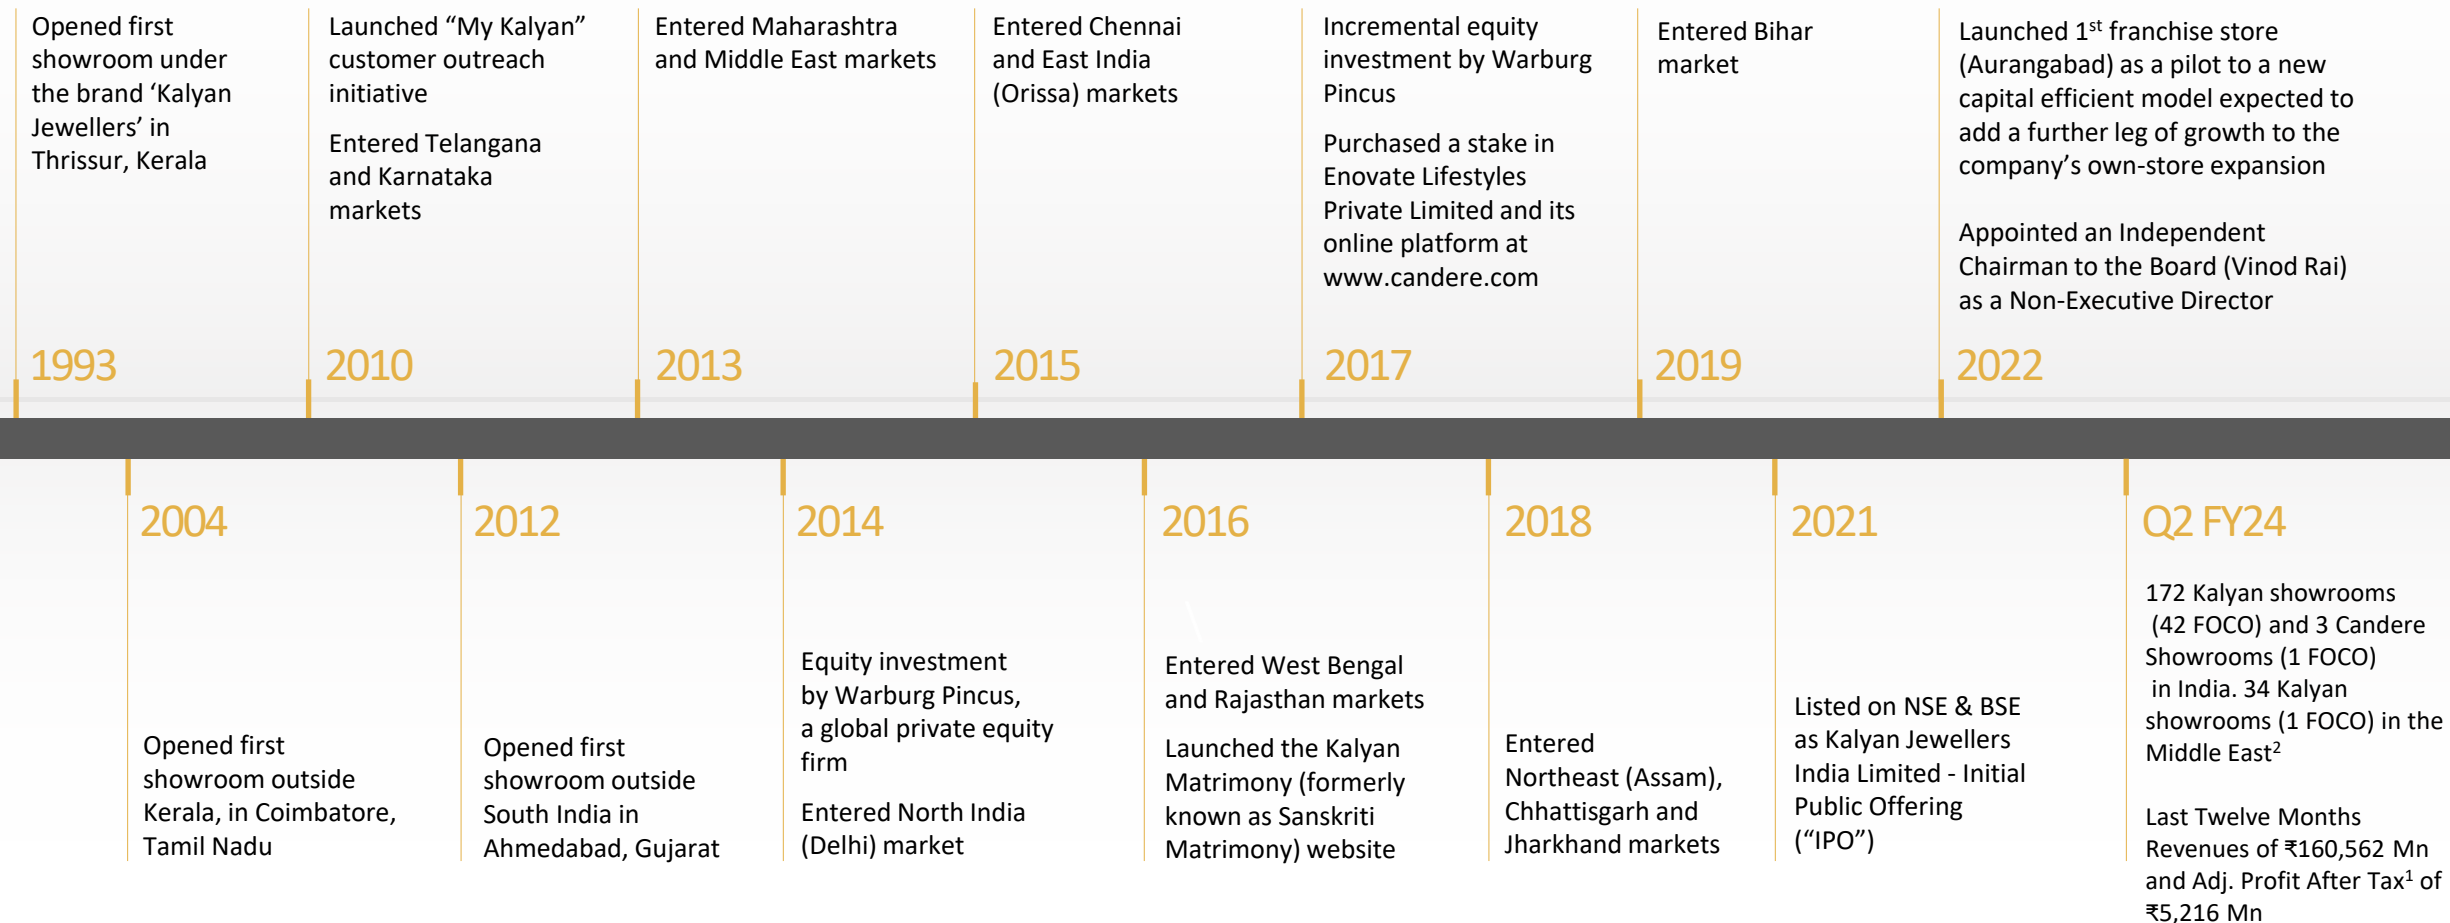 Opened first
showroom under
the brand ‘Kalyan
Jewellers’ in
Thrissur, Kerala
1993
Launched “My Kalyan”
customer outreach
initiative
Entered Telangana
and Karnataka
markets
2010
Entered Maharashtra
and Middle East markets
2013
Entered Chennai
and East India
(Orissa) markets
2015
Incremental equity
investment by Warburg
Pincus
Purchased a stake in
Enovate Lifestyles
Private Limited and its
online platform at
www.candere.com
2017
Entered Bihar
market
2019
Launched 1st franchise store
(Aurangabad) as a pilot to a new
capital efficient model expected to
add a further leg of growth to the
company’s own-store expansion
Appointed an Independent
Chairman to the Board (Vinod Rai)
as a Non-Executive Director
2022
2004
Opened first
showroom outside
Kerala, in Coimbatore,
Tamil Nadu
2012
Opened first
showroom outside
South India in
Ahmedabad, Gujarat
2014
Equity investment
by Warburg Pincus,
a global private equity
firm
Entered North India
(Delhi) market
2016
Entered West Bengal
and Rajasthan markets
Launched the Kalyan
Matrimony (formerly
known as Sanskriti
Matrimony) website
2018
Entered
Northeast (Assam),
Chhattisgarh and
Jharkhand markets
2021
Listed on NSE & BSE
as Kalyan Jewellers
India Limited - Initial
Public Offering
(“IPO”)
Q2 FY24
172 Kalyan showrooms
(42 FOCO) and 3 Candere
Showrooms (1 FOCO)
in India. 34 Kalyan
showrooms (1 FOCO) in the
Middle East2
Last Twelve Months
Revenues of ₹160,562 Mn
and Adj. Profit After Tax1 of
₹5,216 Mn